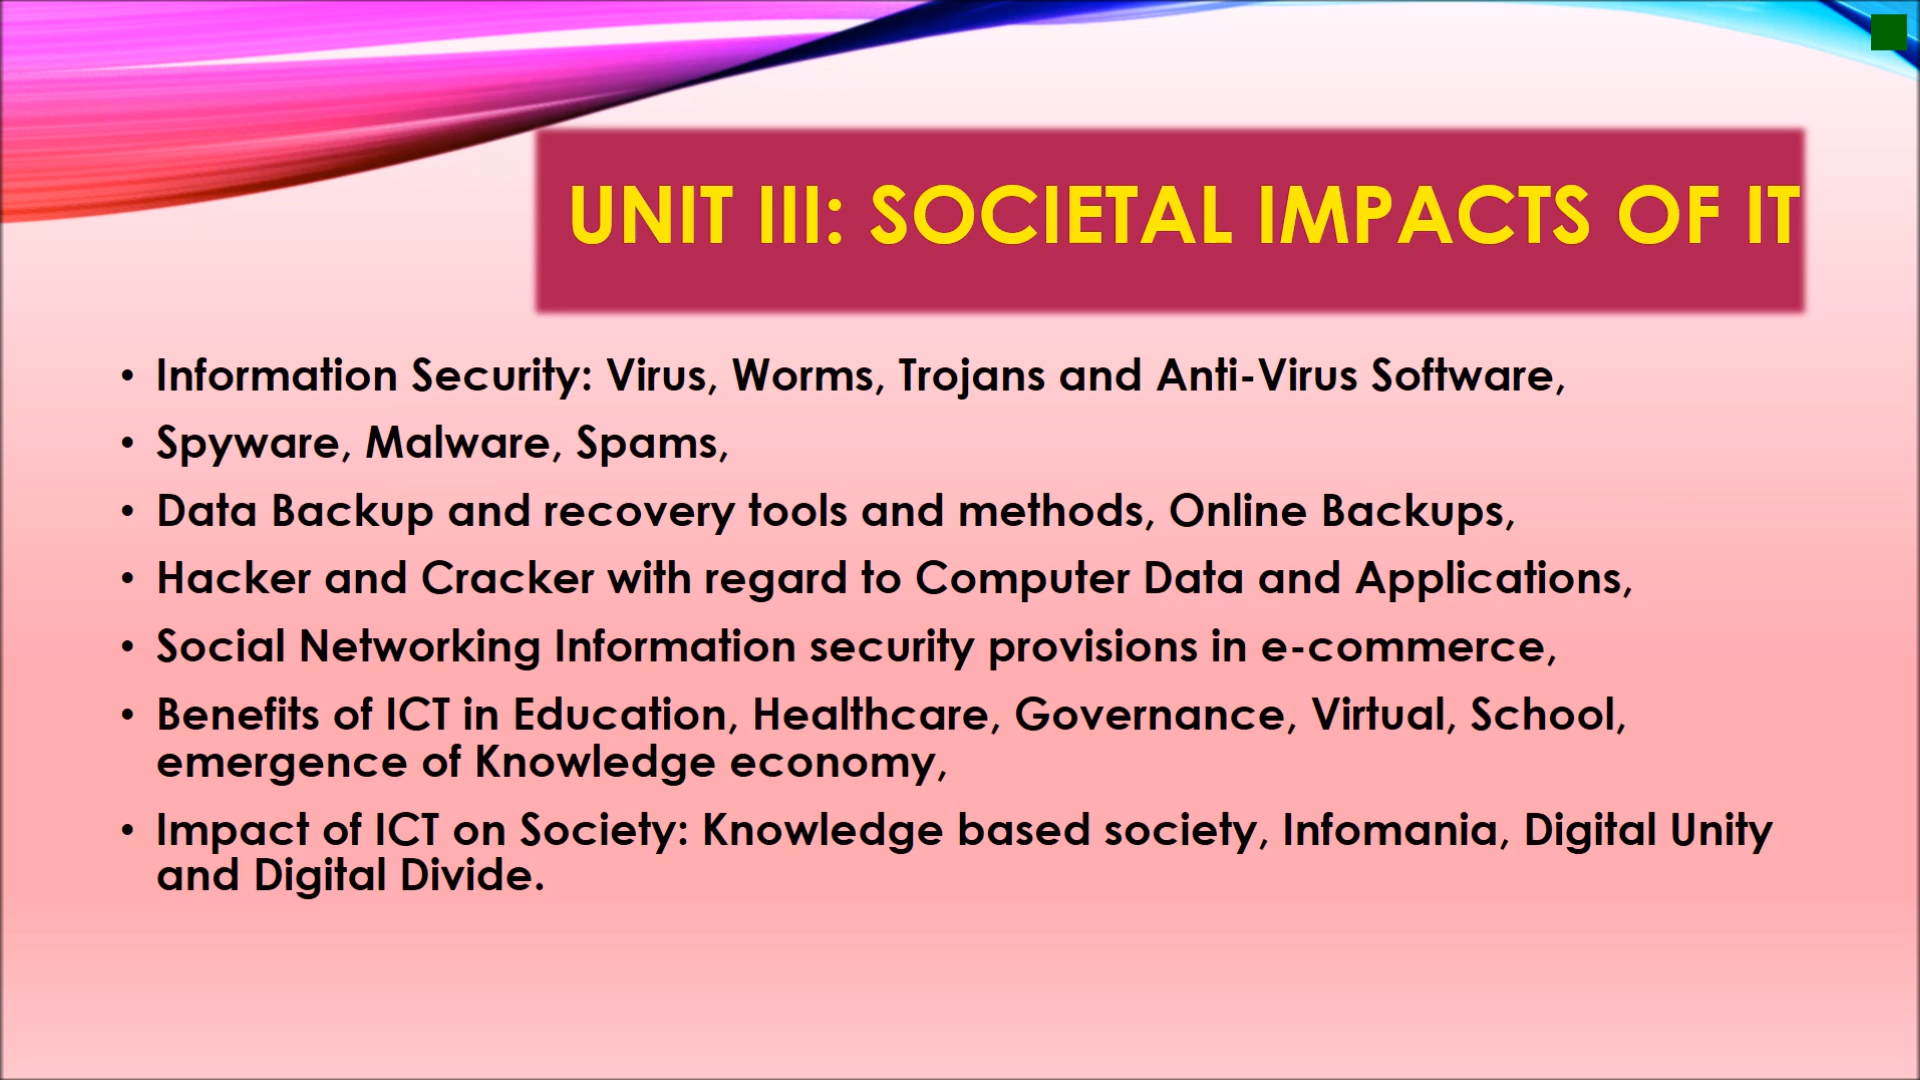 UNIT III: SOCIETAL IMPACTS OF IT
• Information Security: Virus, Worms, Trojans and Anti-Virus Software,
• Spyware, Malware, Spams,
• Data Backup and recovery tools and methods, Online Backups,
• Hacker and Cracker with regard to Computer Data and Applications,
• Social Networking Information security provisions in e-commerce,
• Benefits of ICT in Education, Healthcare, Governance, Virtual, School,
emergence of Knowledge economy,
• Impact of ICT on Society: Knowledge based society, Infomania, Digital Unity
and Digital Divide.